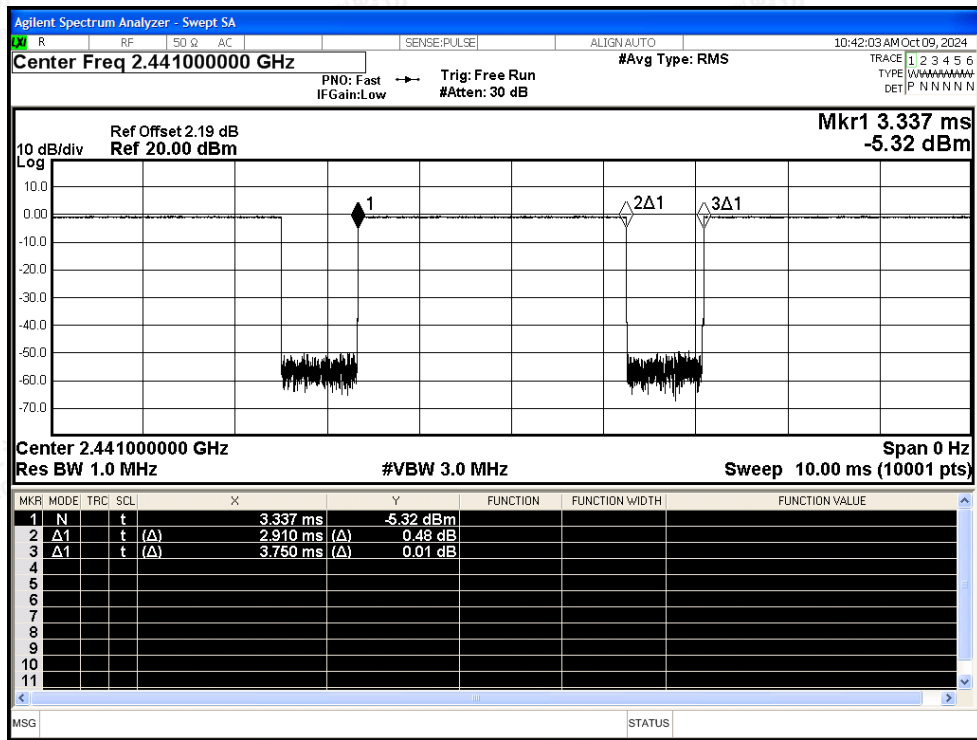 Agilent Spectrum Analyzer - Swept SA
LXI R RF 50 Ω AC SENSE:PULSE ALIGN AUTO 10:42:03 AM Oct 09, 2024
Center Freq 2.441000000 GHz #Avg Type: RMS TRACE 1 2 3 4 5 6
PNO: Fast Trig: Free Run TYPE W
IFGain:Low #Atten: 30 dB DET P N N N N N
Mkr1 3.337 ms
Ref Offset 2.19 dB
10 dB/div Ref 20.00 dBm -5.32 dBm
Log
10.0
0.00
-10.0
-20.0
-30.0
-40.0
-50.0
-60.0
-70.0
1 2Δ1 3Δ1
Center 2.441000000 GHz Span 0 Hz
Res BW 1.0 MHz #VBW 3.0 MHz Sweep 10.00 ms (10001 pts)
MKR MODE TRC SCL X Y FUNCTION FUNCTION WIDTH FUNCTION VALUE
1 N t 3.337 ms -5.32 dBm
2 Δ1 t (Δ) 2.910 ms (Δ) 0.48 dB
3 Δ1 t (Δ) 3.750 ms (Δ) 0.01 dB
4
5
6
7
8
9
10
11
MSG STATUS